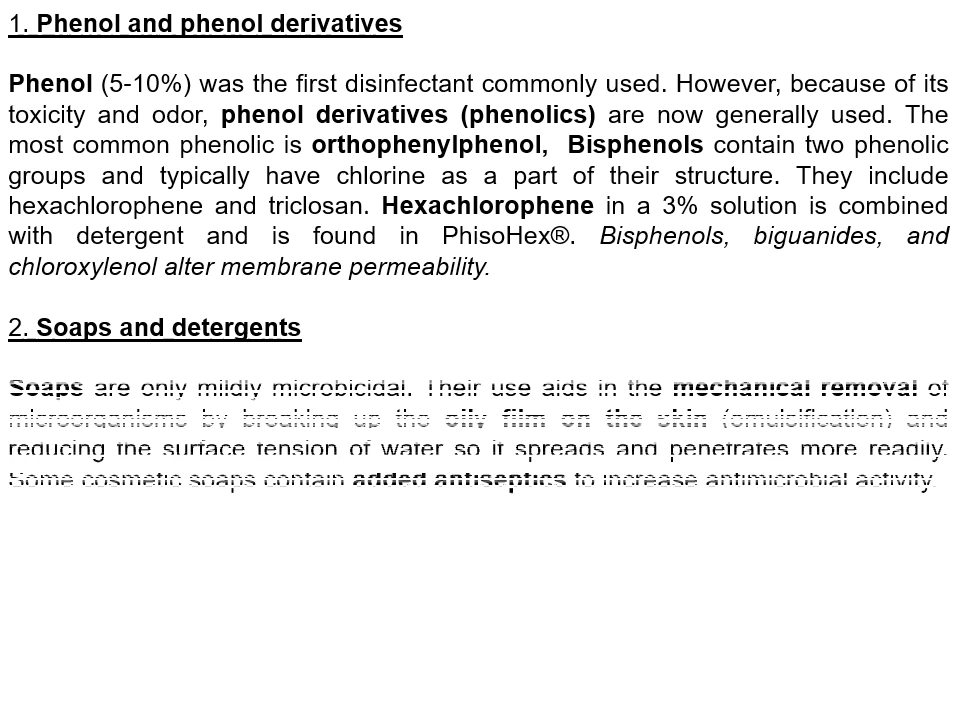 1. Phenol and phenol derivatives
Phenol (5-10%) was the first disinfectant commonly used. However, because of its
toxicity and odor, phenol derivatives (phenolics) are now generally used. The
most common phenolic is orthophenylphenol, Bisphenols contain two phenolic
groups and typically have chlorine as a part of their structure. They include
hexachlorophene and triclosan. Hexachlorophene in a 3% solution is combined
with detergent and is found in PhisoHex®. Bisphenols, biguanides, and
chloroxylenol alter membrane permeability.
2. Soaps and detergents
Soaps are only mildly microbicidal. Their use aids in the mechanical removal of
microorganisms by breaking up the oily film on the skin (emulsification) and
reducing the surface tension of water so it spreads and penetrates more readily.
Some cosmetic soaps contain added antiseptics to increase antimicrobial activity.